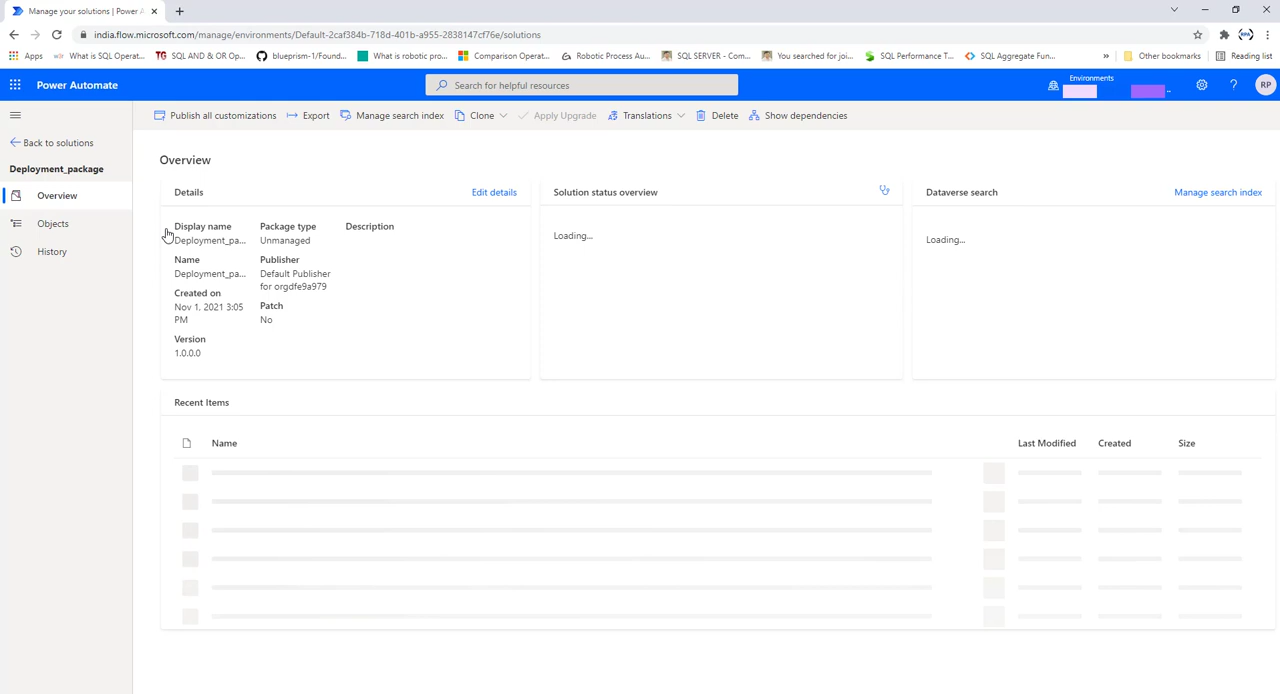 Manage your solutions | Power A
india.flow.microsoft.com/manage/environments/Default-2caf384b-718d-401b-a955-2838147cf76e/solutions
Apps
What is SQL Operat...
SQL AND & OR Op...
blueprism-1/Found...
What is robotic pro...
Comparison Operat...
Robotic Process Au...
SQL SERVER - Com...
You searched for joi...
SQL Performance T...
SQL Aggregate Fun...
»
Other bookmarks
Reading list
Power Automate
Search for helpful resources
Environments
?
RP
Publish all customizations
Export
Manage search index
Clone
Apply Upgrade
Translations
Delete
Show dependencies
Back to solutions
Deployment_package
Overview
Objects
History
Overview
Details
Edit details
Display name
Deployment_pa...
Name
Deployment_pa...
Created on
Nov 1, 2021 3:05
PM
Version
1.0.0.0
Package type
Unmanaged
Publisher
Default Publisher
for orgdfe9a979
Patch
No
Description
Solution status overview
Loading...
Dataverse search
Manage search index
Loading...
Recent Items
Name
Last Modified
Created
Size